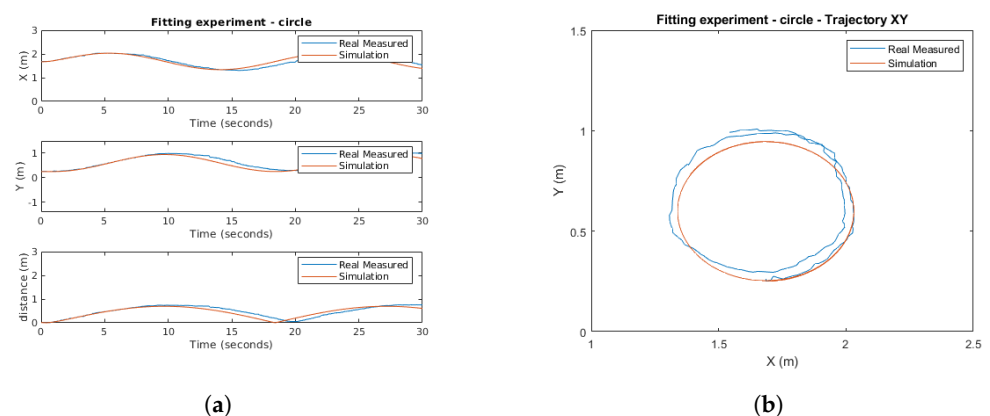 Fitting experiment - circle
3
2
1
0
X (m)
Real Measured
Simulation
0 5 10 15 20 25 30
Time (seconds)
1
0
-1
Y (m)
Real Measured
Simulation
0 5 10 15 20 25 30
Time (seconds)
3
2
1
0
distance (m)
Real Measured
Simulation
0 5 10 15 20 25 30
Time (seconds)
(a)
Fitting experiment - circle - Trajectory XY
1.5
1
0.5
0
Y (m)
Real Measured
Simulation
1 1.5 2 2.5
X (m)
(b)